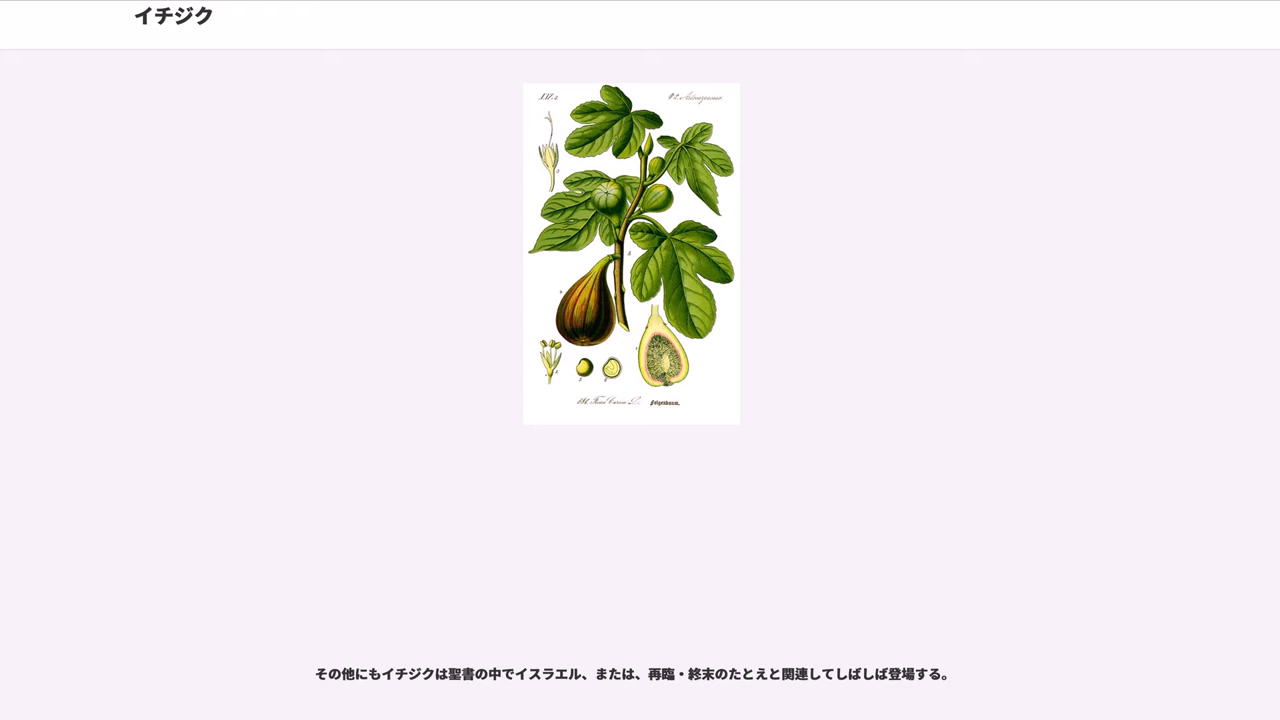 イチジク
Feigenbaum.
その他にもイチジクは聖書の中でイスラエル、または、再臨・終末のたとえと関連してしばしば登場する。